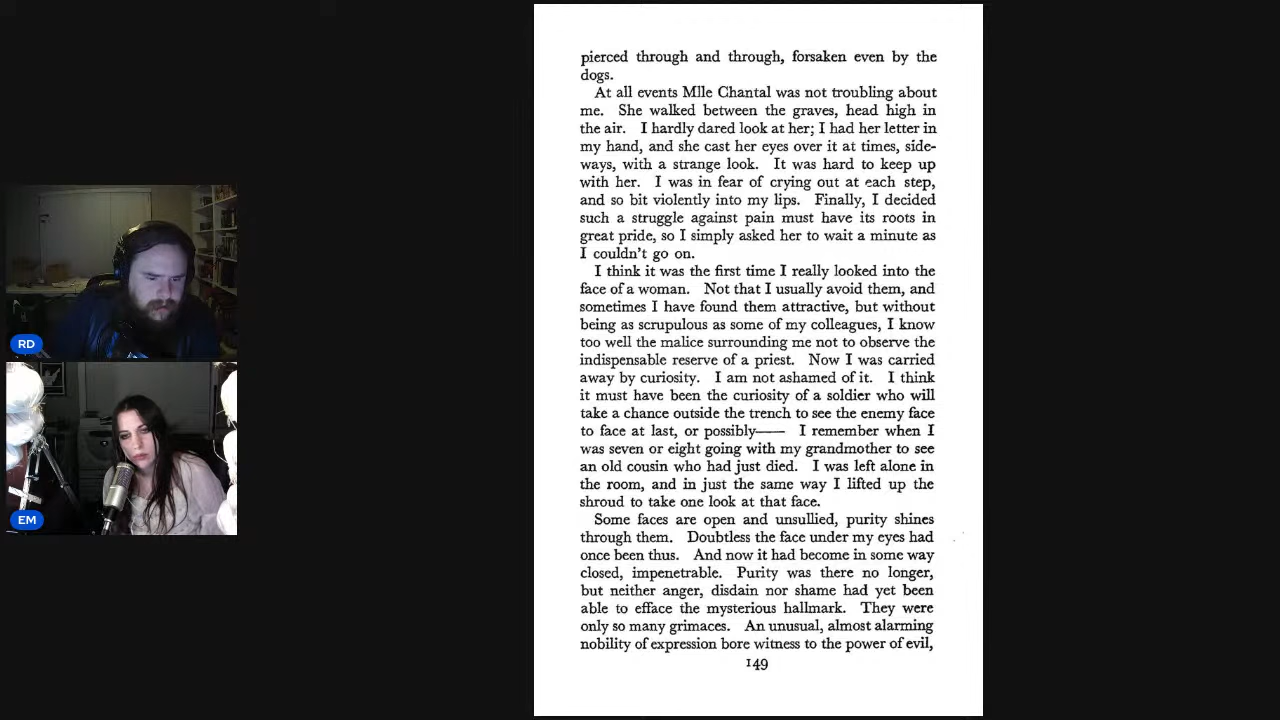 pierced through and through, forsaken even by the
dogs.
At all events Mlle Chantal was not troubling about
me. She walked between the graves, head high in
the air. I hardly dared look at her; I had her letter in
my hand, and she cast her eyes over it at times, side-
ways, with a strange look. It was hard to keep up
with her. I was in fear of crying out at each step,
and so bit violently into my lips. Finally, I decided
such a struggle against pain must have its roots in
great pride, so I simply asked her to wait a minute as
I couldn't go on.
I think it was the first time I really looked into the
face of a woman. Not that I usually avoid them, and
sometimes I have found them attractive, but without
being as scrupulous as some of my colleagues, I know
too well the malice surrounding me not to observe the
indispensable reserve of a priest. Now I was carried
away by curiosity. I am not ashamed of it. I think
it must have been the curiosity of a soldier who will
take a chance outside the trench to see the enemy face
to face at last, or possibly—— I remember when I
was seven or eight going with my grandmother to see
an old cousin who had just died. I was left alone in
the room, and in just the same way I lifted up the
shroud to take one look at that face.
Some faces are open and unsullied, purity shines
through them. Doubtless the face under my eyes had
once been thus. And now it had become in some way
closed, impenetrable. Purity was there no longer,
but neither anger, disdain nor shame had yet been
able to efface the mysterious hallmark. They were
only so many grimaces. An unusual, almost alarming
nobility of expression bore witness to the power of evil,
149
RD
EM